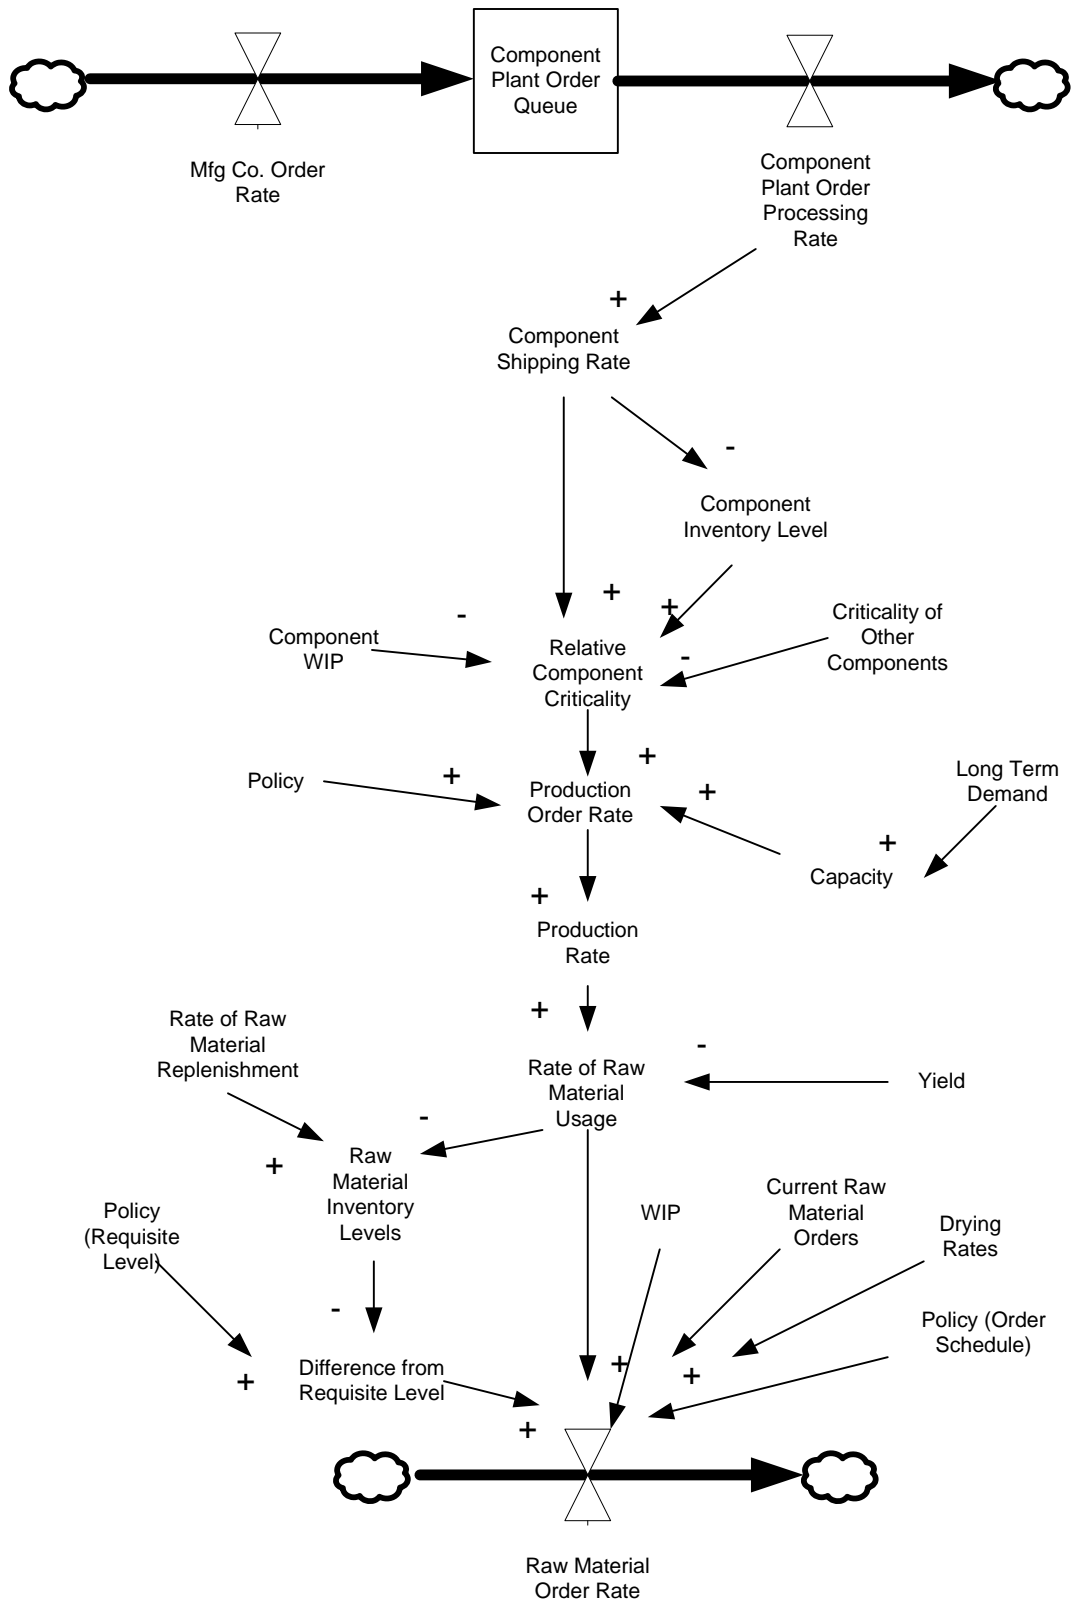 Component
Plant Order
Queue
Mfg Co. Order
Rate
Component
Plant Order
Processing
Rate
+
Component
Shipping Rate
-
Component
Inventory Level
+
+
-
Component
WIP
Relative
Component
Criticality
-
Criticality of
Other
Components
Policy
+
Production
Order Rate
+
+
Long Term
Demand
+
Capacity
+
Production
Rate
+
Rate of Raw
Material
Replenishment
Rate of Raw
Material
Usage
-
Yield
-
+
Raw
Material
Inventory
Levels
Policy
(Requisite
Level)
WIP
Current Raw
Material
Orders
Drying
Rates
Policy (Order
Schedule)
-
+
Difference from
Requisite Level
+
+
+
Raw Material
Order Rate